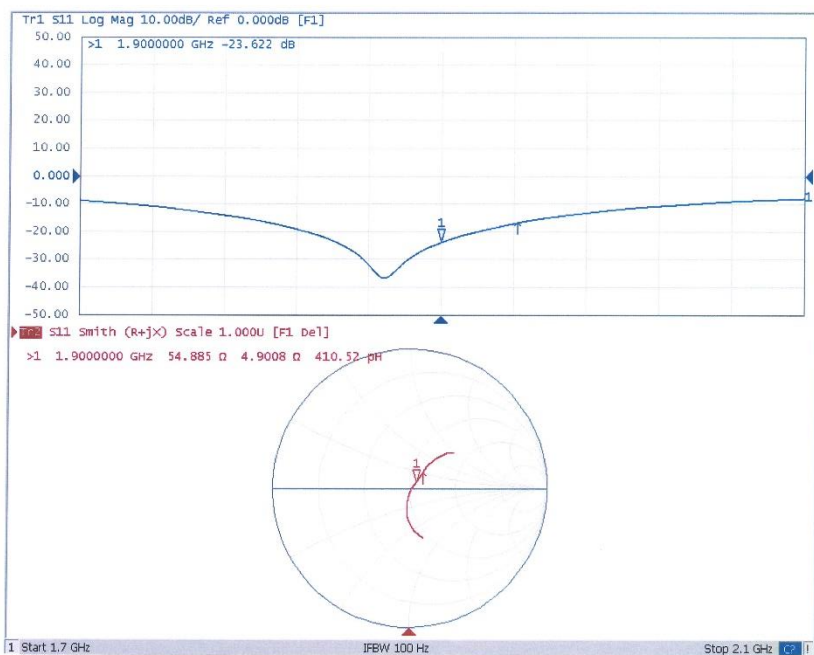 Tr1 S11 Log Mag 10.00dB/ Ref 0.000dB [F1]
50.00
>1 1.9000000 GHz -23.622 dB
40.00
30.00
20.00
10.00
0.000
-10.00
1
1
-20.00
-30.00
-40.00
-50.00
Tr2 S11 Smith (R+jX) Scale 1.000U [F1 Del]
>1 1.9000000 GHz 54.885 Ω 4.9008 Ω 410.52 pH
1
1 Start 1.7 GHz IFBW 100 Hz Stop 2.1 GHz C? !